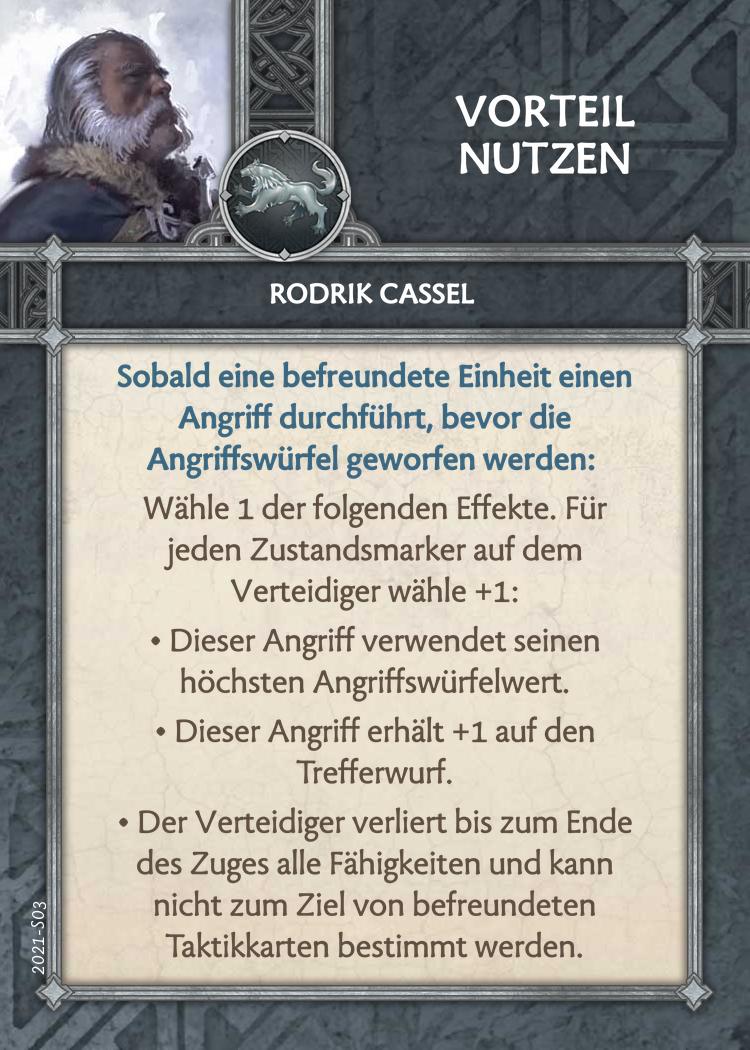 VORTEIL
NUTZEN
RODRIK CASSEL
Sobald eine befreundete Einheit einen
Angriff durchführt, bevor die
Angriffswürfel geworfen werden:
Wähle 1 der folgenden Effekte. Für
jeden Zustandsmarker auf dem
Verteidiger wähle +1:
• Dieser Angriff verwendet seinen
höchsten Angriffswürfelwert.
• Dieser Angriff erhält +1 auf den
Trefferwurf.
• Der Verteidiger verliert bis zum Ende
des Zuges alle Fähigkeiten und kann
nicht zum Ziel von befreundeten
Taktikkarten bestimmt werden.
2021-S03